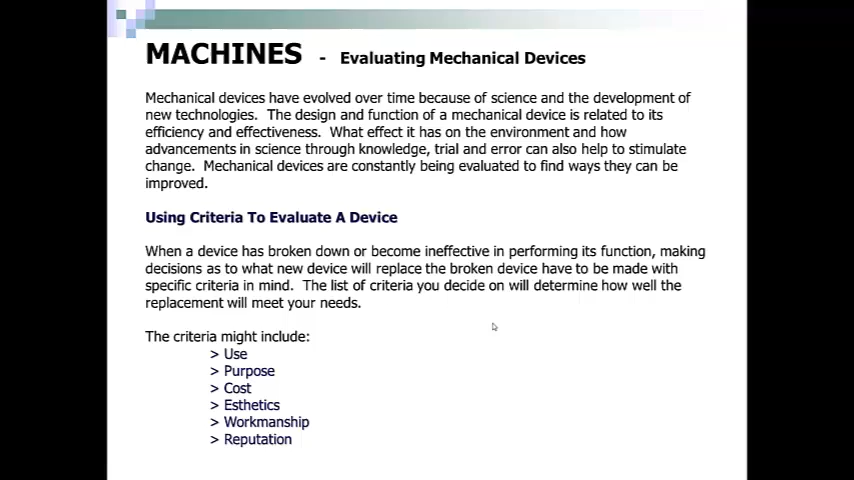 MACHINES - Evaluating Mechanical Devices
Mechanical devices have evolved over time because of science and the development of
new technologies. The design and function of a mechanical device is related to its
efficiency and effectiveness. What effect it has on the environment and how
advancements in science through knowledge, trial and error can also help to stimulate
change. Mechanical devices are constantly being evaluated to find ways they can be
improved.
Using Criteria To Evaluate A Device
When a device has broken down or become ineffective in performing its function, making
decisions as to what new device will replace the broken device have to be made with
specific criteria in mind. The list of criteria you decide on will determine how well the
replacement will meet your needs.
The criteria might include:
> Use
> Purpose
> Cost
> Esthetics
> Workmanship
> Reputation